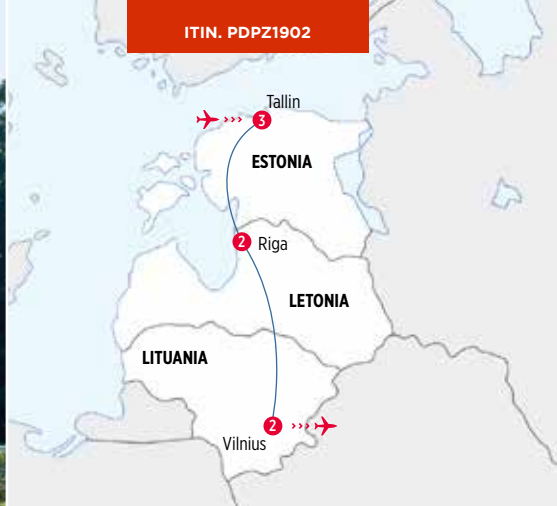 ITIN. PDPZ1902
Tallin
3
ESTONIA
2 Riga
LETONIA
LITUANIA
2
Vilnius